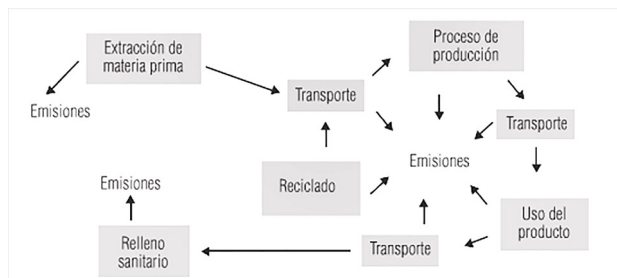 Extracción de
materia prima
Emisiones
Transporte
Proceso de
producción
Transporte
Emisiones
Reciclado
Uso del
producto
Transporte
Emisiones
Relleno
sanitario